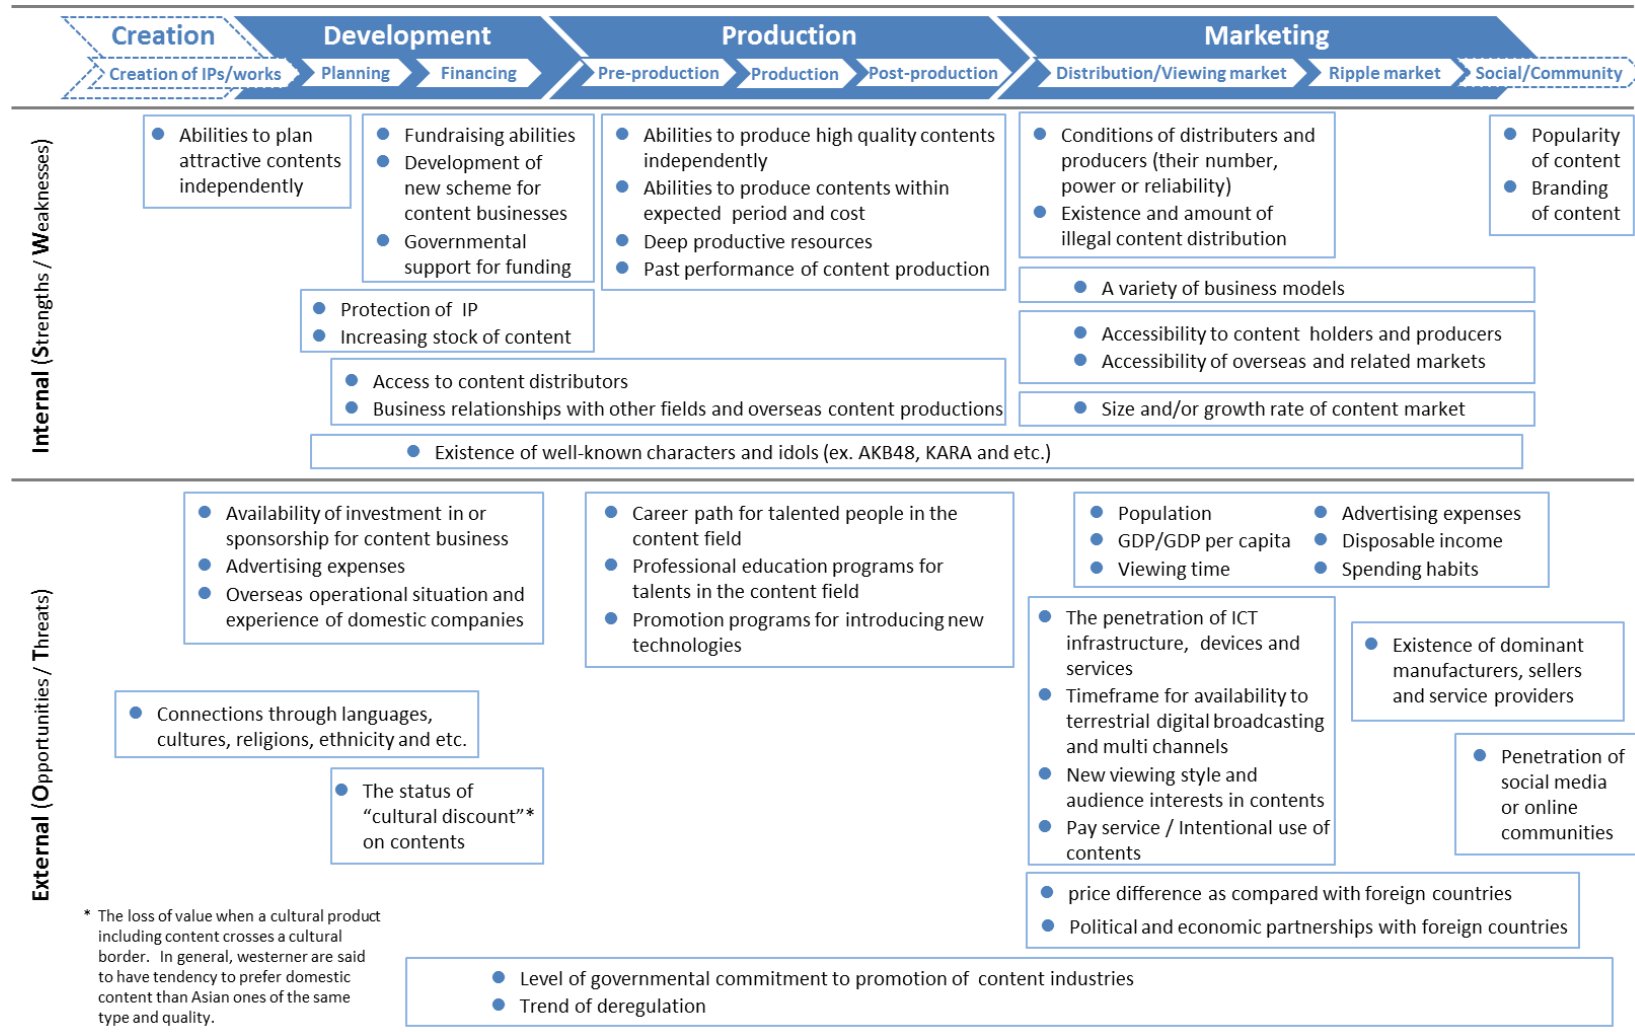 Creation
Development
Production
Marketing
Creation of IPs/works
Planning
Financing
Pre-production
Production
Post-production
Distribution/Viewing market
Ripple market
Social/Community
Internal (Strengths / Weaknesses)
● Abilities to plan
attractive contents
independently
● Fundraising abilities
● Development of
new scheme for
content businesses
● Governmental
support for funding
● Abilities to produce high quality contents
independently
● Abilities to produce contents within
expected period and cost
● Deep productive resources
● Past performance of content production
● Conditions of distributers and
producers (their number,
power or reliability)
● Existence and amount of
illegal content distribution
● Popularity
of content
● Branding
of content
● Protection of IP
● Increasing stock of content
● A variety of business models
● Accessibility to content holders and producers
● Accessibility of overseas and related markets
● Access to content distributors
● Business relationships with other fields and overseas content productions
● Size and/or growth rate of content market
● Existence of well-known characters and idols (ex. AKB48, KARA and etc.)
External (Opportunities / Threats)
● Availability of investment in or
sponsorship for content business
● Advertising expenses
● Overseas operational situation and
experience of domestic companies
● Career path for talented people in the
content field
● Professional education programs for
talents in the content field
● Promotion programs for introducing new
technologies
● Population
● GDP/GDP per capita
● Viewing time
● Advertising expenses
● Disposable income
● Spending habits
● The penetration of ICT
infrastructure, devices and
services
● Timeframe for availability to
terrestrial digital broadcasting
and multi channels
● New viewing style and
audience interests in contents
● Pay service / Intentional use of
contents
● Existence of dominant
manufacturers, sellers
and service providers
● Connections through languages,
cultures, religions, ethnicity and etc.
● Penetration of
social media
or online
communities
● The status of
“cultural discount”*
on contents
● price difference as compared with foreign countries
● Political and economic partnerships with foreign countries
* The loss of value when a cultural product
including content crosses a cultural
border. In general, westerner are said
to have tendency to prefer domestic
content than Asian ones of the same
type and quality.
● Level of governmental commitment to promotion of content industries
● Trend of deregulation